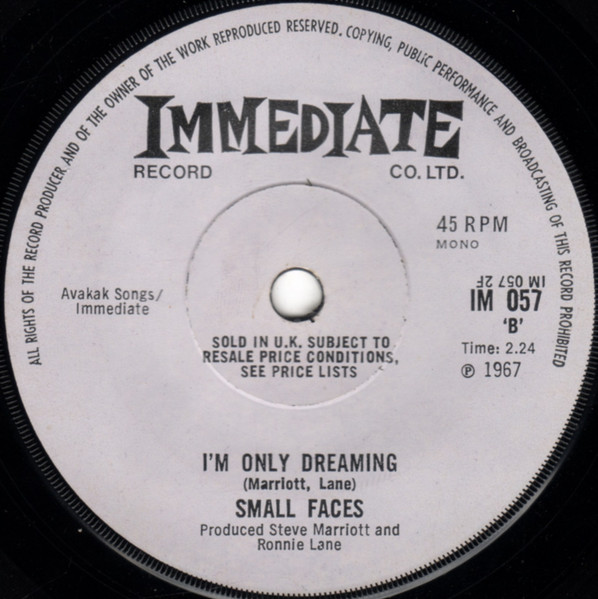 ALL RIGHTS OF THE RECORD PRODUCER AND OF THE OWNER OF THE WORK REPRODUCED RESERVED. COPYING, PUBLIC PERFORMANCE AND BROADCASTING OF THIS RECORD PROHIBITED
IMMEDIATE
RECORD CO. LTD.
45 RPM
MONO
Avakak Songs/
Immediate
IM 057 2F
IM 057
'B'
Time: 2.24
℗ 1967
SOLD IN U.K. SUBJECT TO
RESALE PRICE CONDITIONS,
SEE PRICE LISTS
I'M ONLY DREAMING
(Marriott, Lane)
SMALL FACES
Produced Steve Marriott and
Ronnie Lane